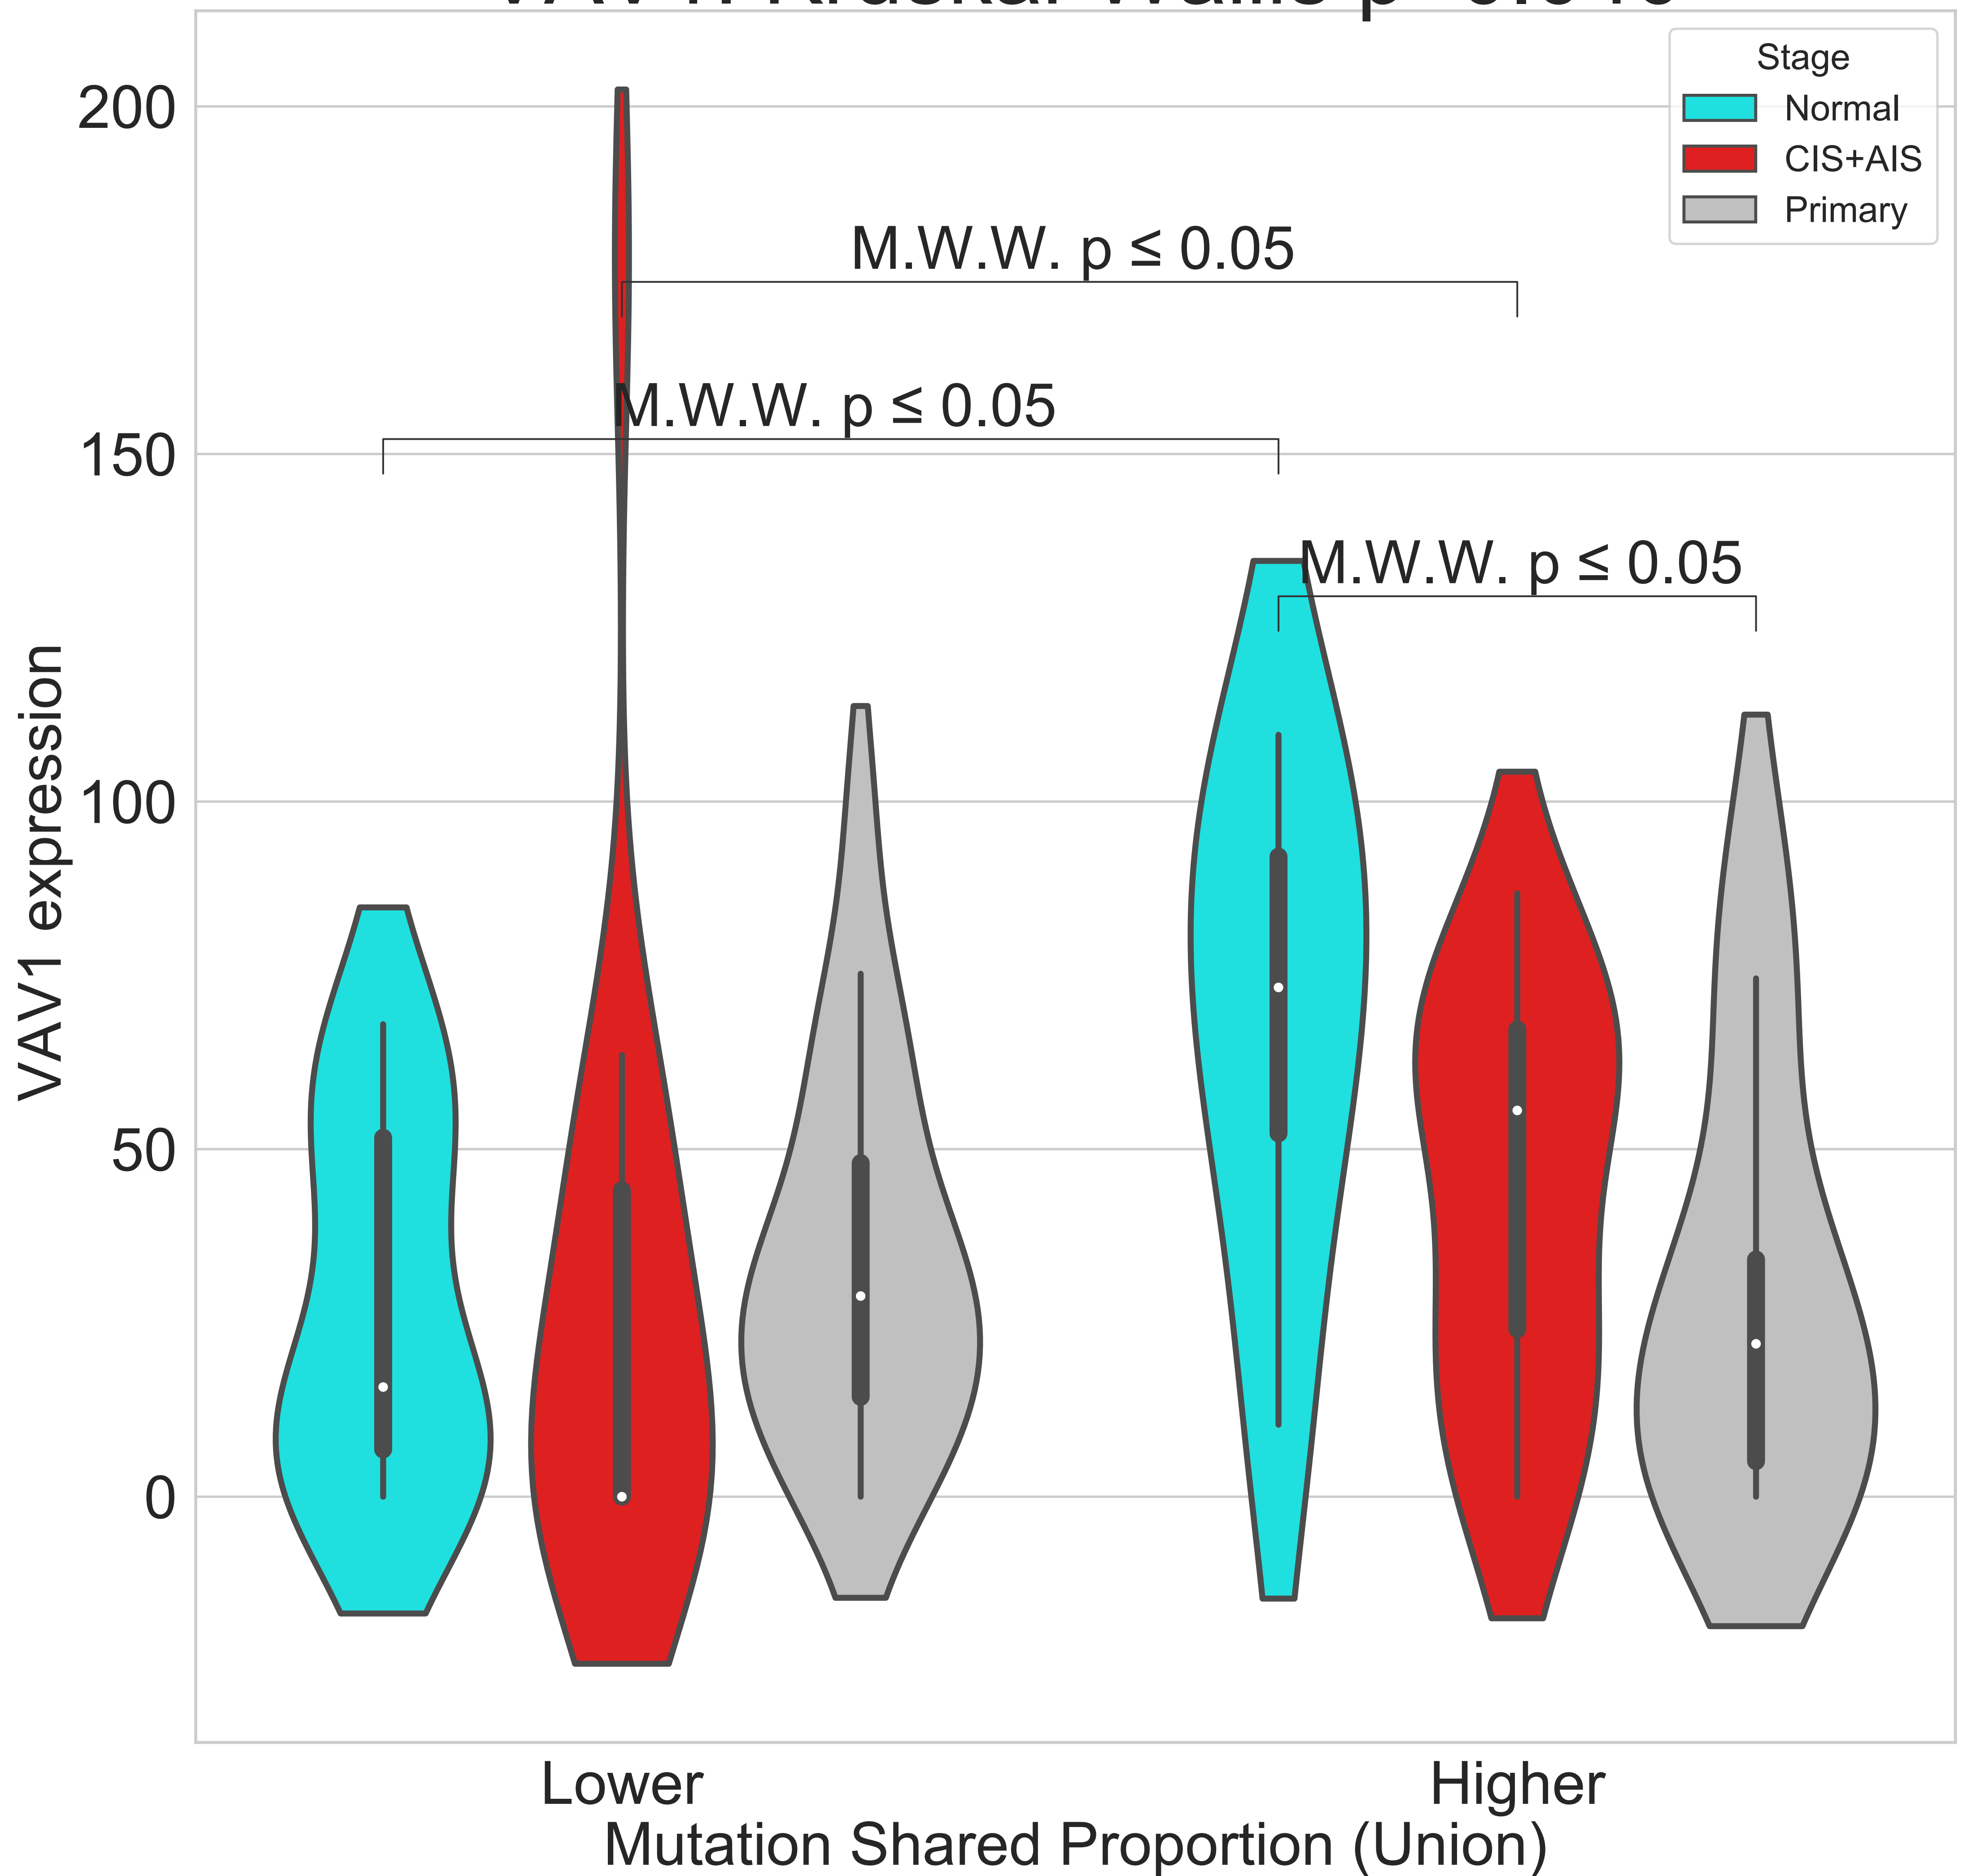 Stage
Normal
CIS+AIS
Primary
200
150
100
50
0
M.W.W. p ≤ 0.05
M.W.W. p ≤ 0.05
M.W.W. p ≤ 0.05
VAV1 expression
Lower
Higher
Mutation Shared Proportion (Union)